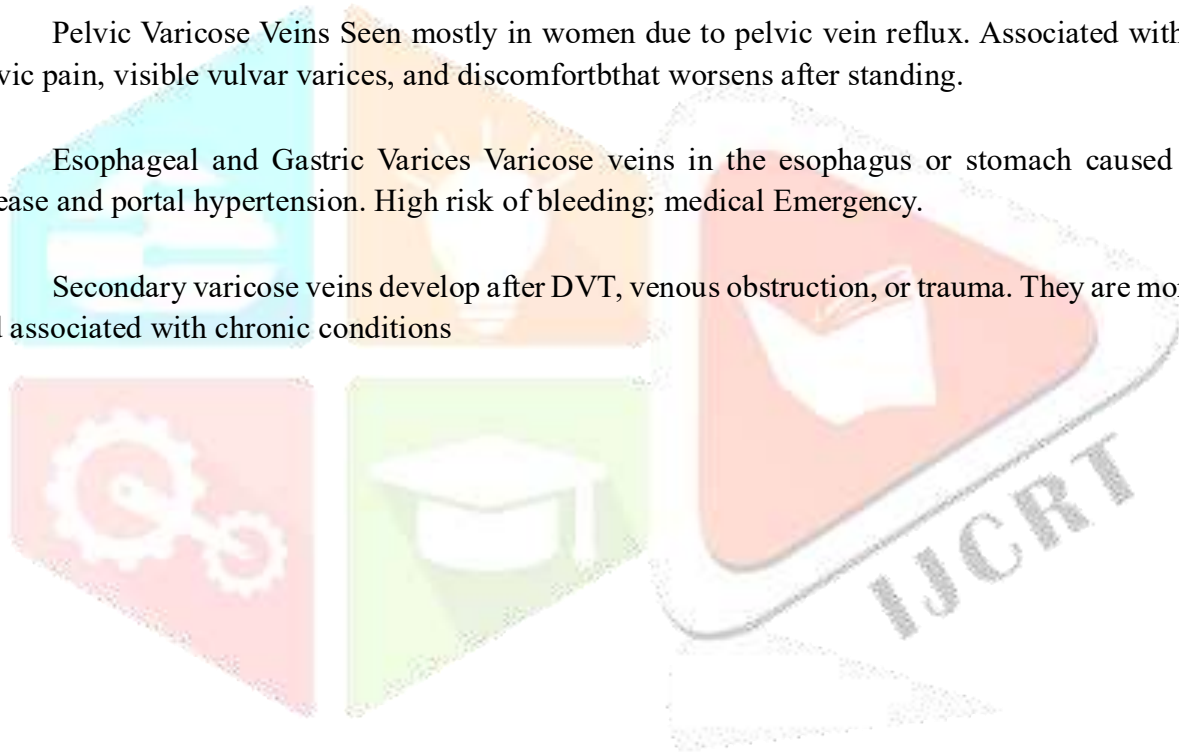 Pelvic Varicose Veins Seen mostly in women due to pelvic vein reflux. Associated with
vic pain, visible vulvar varices, and discomfortbthat worsens after standing.
Esophageal and Gastric Varices Varicose veins in the esophagus or stomach caused
ease and portal hypertension. High risk of bleeding; medical Emergency.
Secondary varicose veins develop after DVT, venous obstruction, or trauma. They are mo
associated with chronic conditions
IJCRT